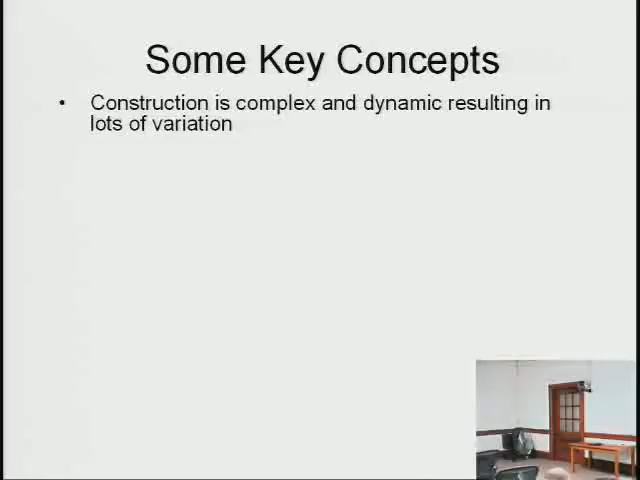 Some Key Concepts
• Construction is complex and dynamic resulting in
lots of variation